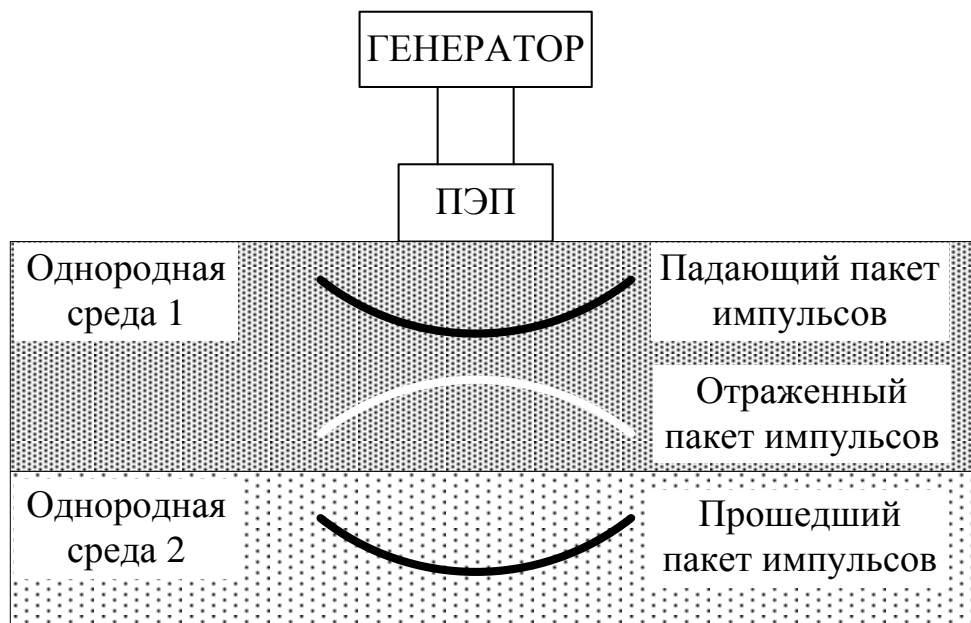 ГЕНЕРАТОР
ПЭП
Однородная
среда 1
Падающий пакет
импульсов
Отраженный
пакет импульсов
Однородная
среда 2
Прошедший
пакет импульсов